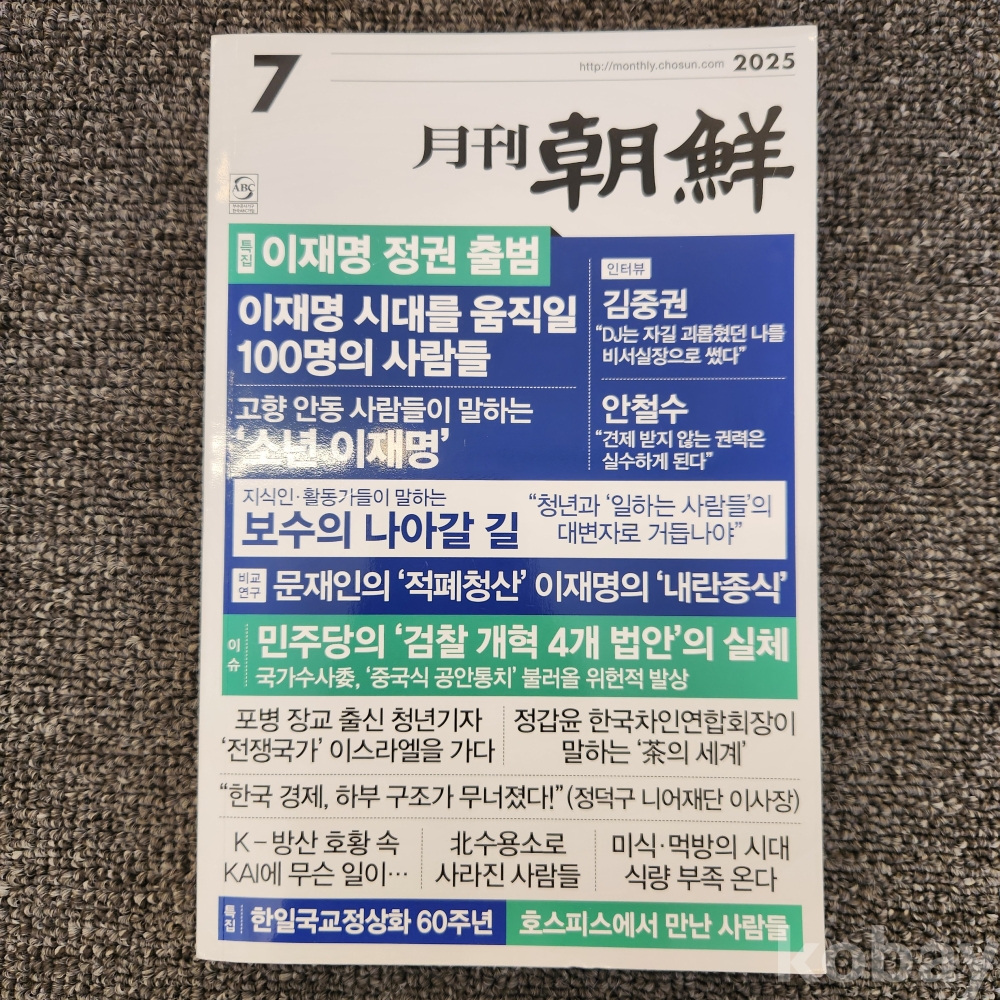 7
http://monthly.chosun.com 2025
月刊 朝鮮
ABC
특집 이재명 정권 출범
이재명 시대를 움직일
100명의 사람들
고향 안동 사람들이 말하는
‘소년 이재명’
인터뷰
김중권
“DJ는 자길 괴롭혔던 나를
비서실장으로 썼다”
안철수
“견제 받지 않는 권력은
실수하게 된다”
지식인·활동가들이 말하는
보수의 나아갈 길
“청년과 ‘일하는 사람들’의
대변자로 거듭나야”
비교
연구
문재인의 ‘적폐청산’ 이재명의 ‘내란종식’
이슈
민주당의 ‘검찰 개혁 4개 법안’의 실체
국가수사委, ‘중국식 공안통치’ 불러올 위헌적 발상
포병 장교 출신 청년기자
‘전쟁국가’ 이스라엘을 가다
정갑윤 한국차인연합회장이
말하는 ‘茶의 세계’
“한국 경제, 하부 구조가 무너졌다!” (정덕구 니어재단 이사장)
K–방산 호황 속
KAI에 무슨 일이…
北수용소로
사라진 사람들
미식·먹방의 시대
식량 부족 온다
특집 한일국교정상화 60주년
호스피스에서 만난 사람들
kobay